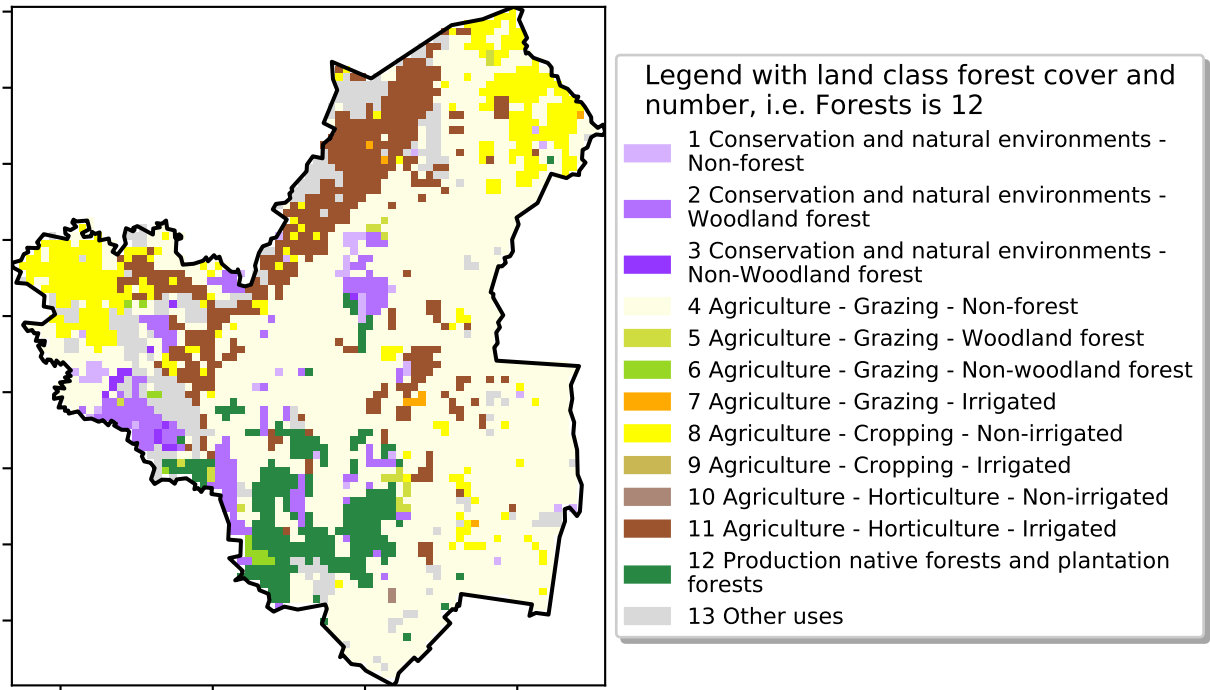 Legend with land class forest cover and
number, i.e. Forests is 12
1 Conservation and natural environments -
Non-forest
2 Conservation and natural environments -
Woodland forest
3 Conservation and natural environments -
Non-Woodland forest
4 Agriculture - Grazing - Non-forest
5 Agriculture - Grazing - Woodland forest
6 Agriculture - Grazing - Non-woodland forest
7 Agriculture - Grazing - Irrigated
8 Agriculture - Cropping - Non-irrigated
9 Agriculture - Cropping - Irrigated
10 Agriculture - Horticulture - Non-irrigated
11 Agriculture - Horticulture - Irrigated
12 Production native forests and plantation
forests
13 Other uses